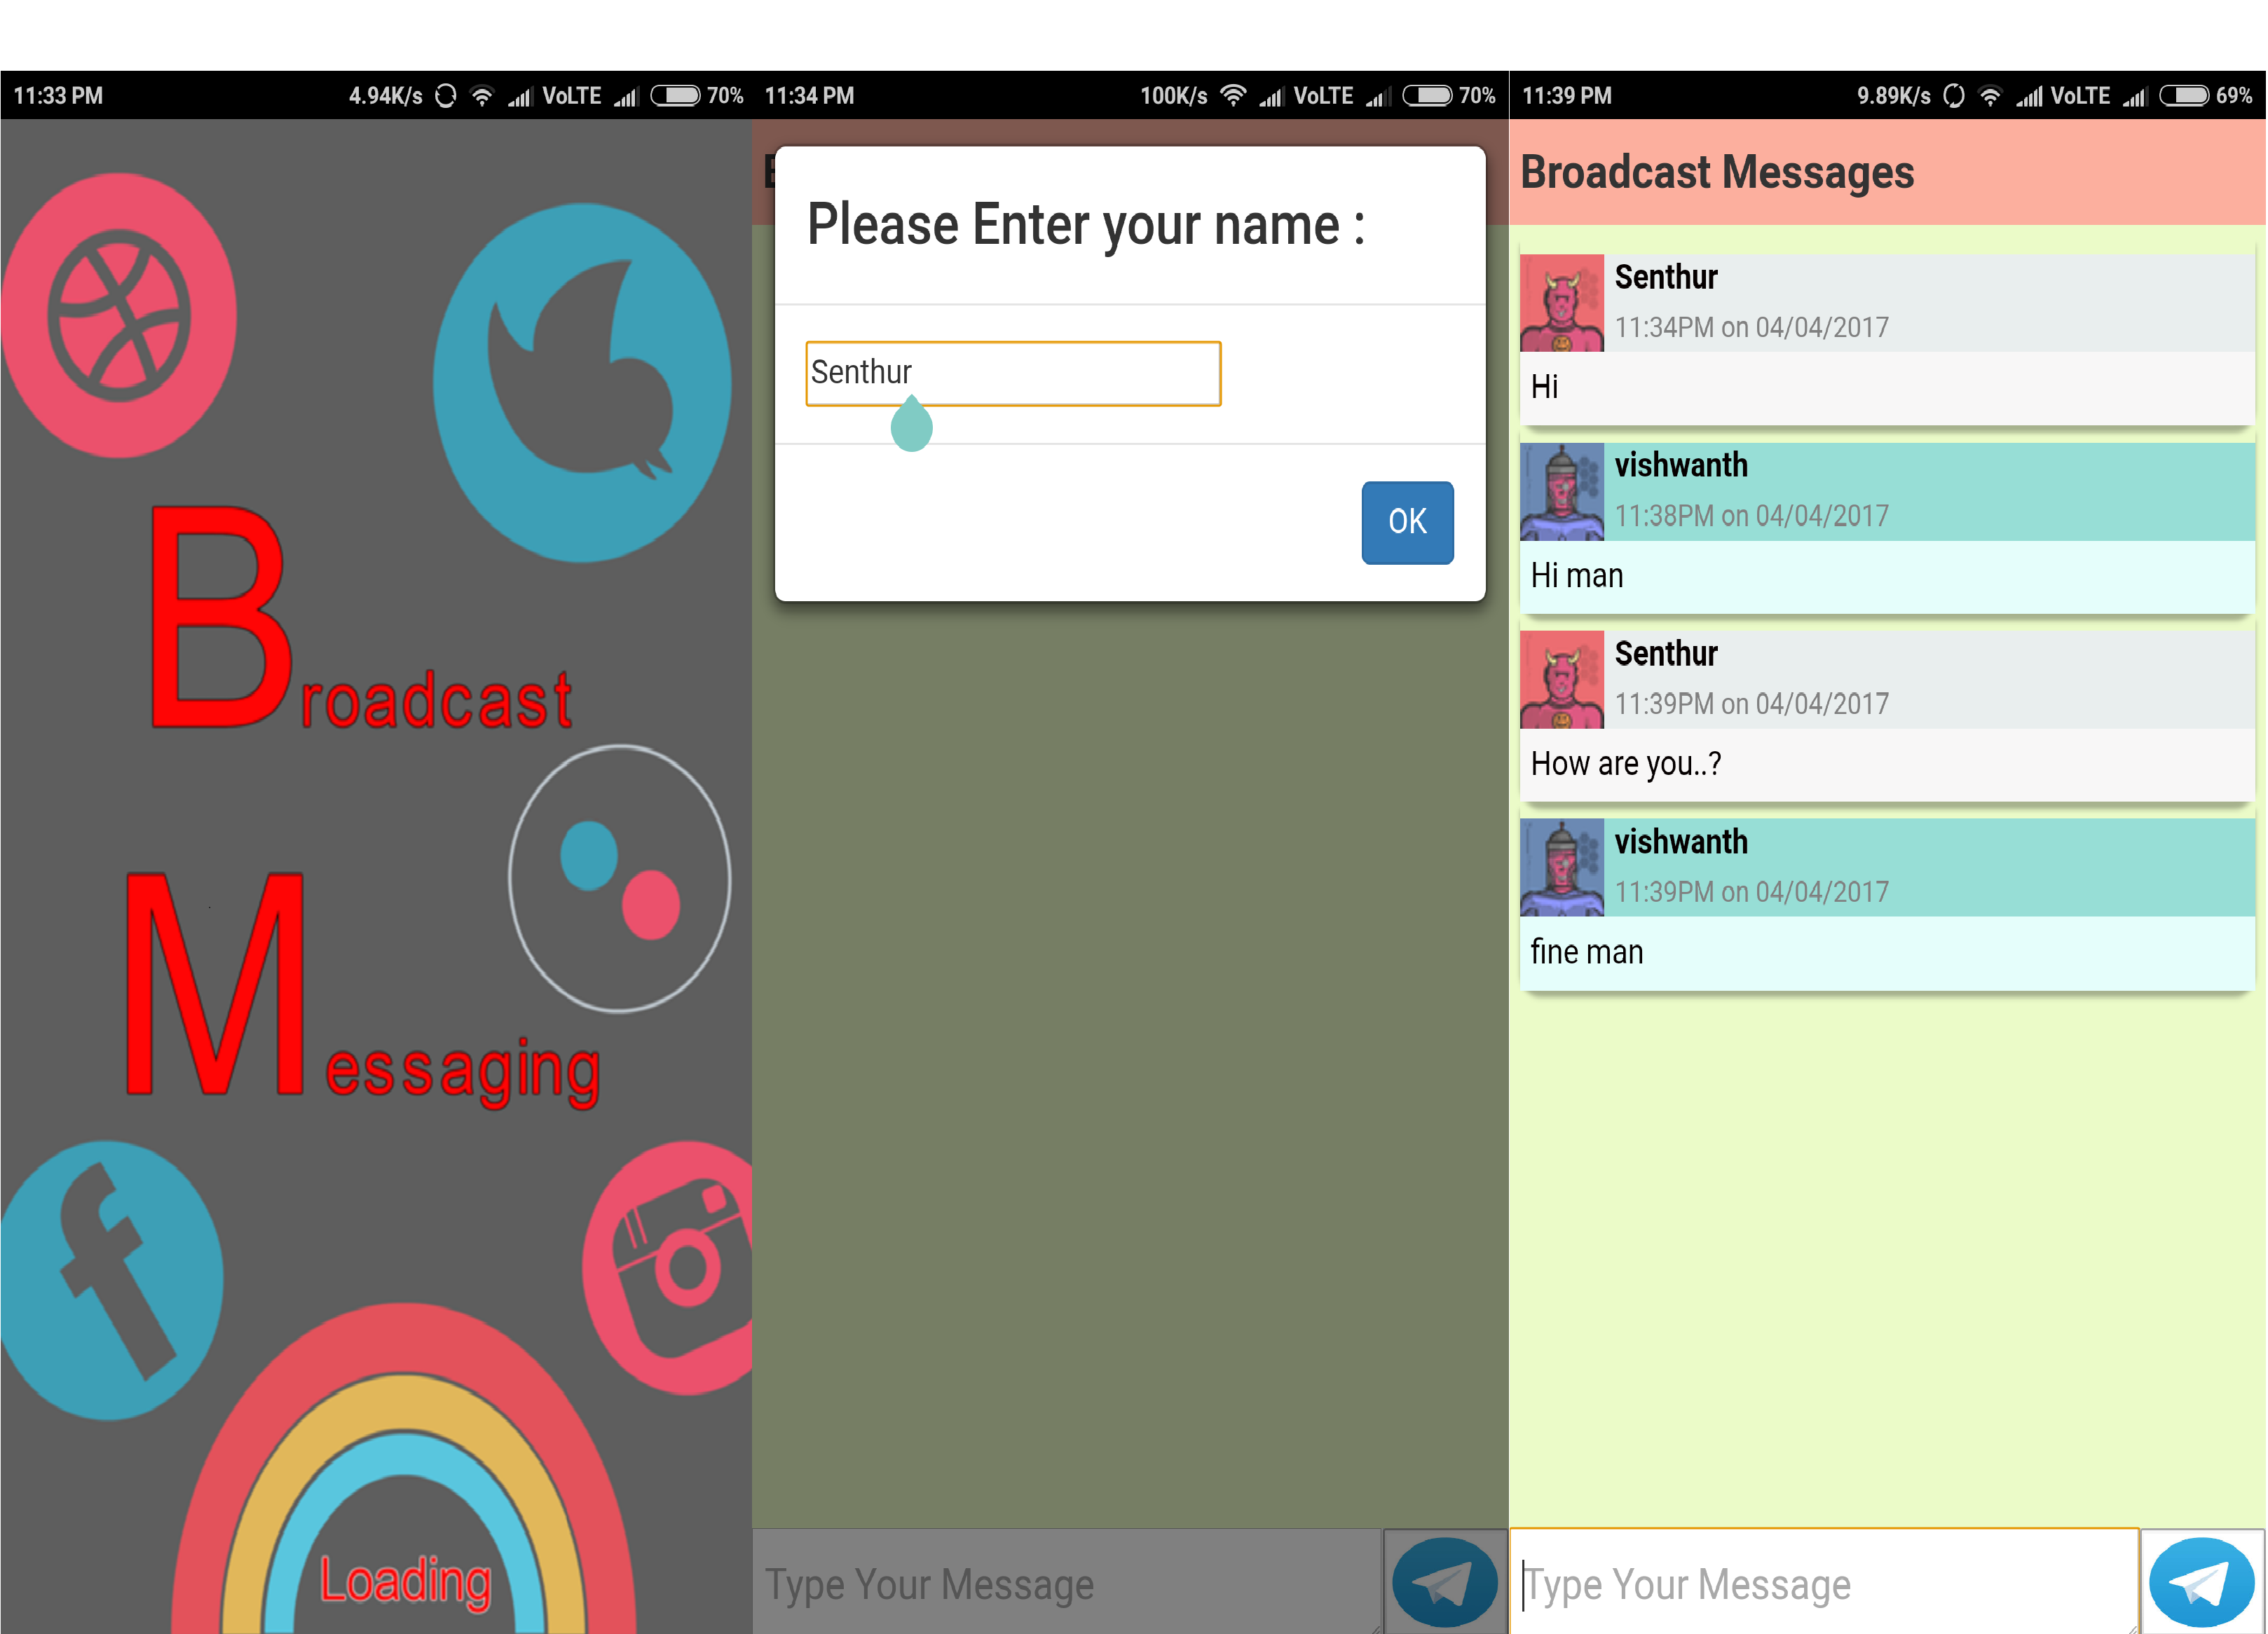 11:33 PM 4.94K/s VoLTE 70%
Broadcast
Messaging
Loading
11:34 PM 100K/s VoLTE 70%
Please Enter your name :
Senthur
OK
Type Your Message
11:39 PM 9.89K/s VoLTE 69%
Broadcast Messages
Senthur
11:34PM on 04/04/2017
Hi
vishwanth
11:38PM on 04/04/2017
Hi man
Senthur
11:39PM on 04/04/2017
How are you..?
vishwanth
11:39PM on 04/04/2017
fine man
Type Your Message